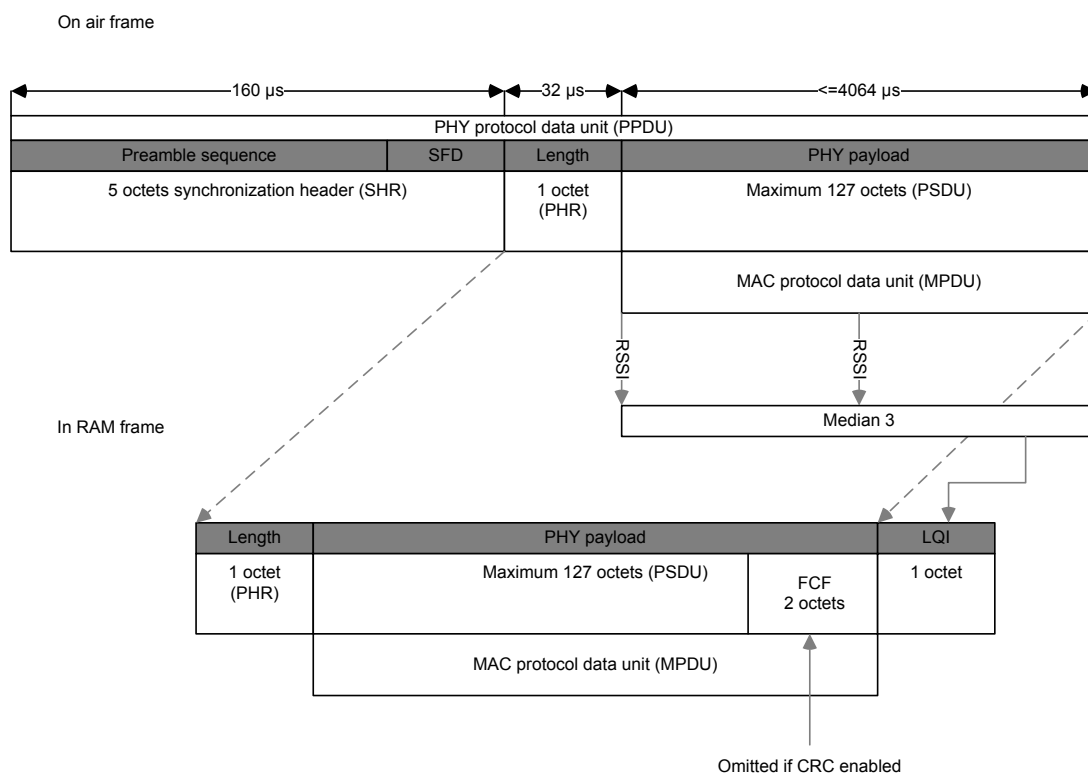 On air frame
160 µs
32 µs
<=4064 µs
PHY protocol data unit (PPDU)
Preamble sequence
SFD
Length
PHY payload
5 octets synchronization header (SHR)
1 octet
(PHR)
Maximum 127 octets (PSDU)
MAC protocol data unit (MPDU)
RSSI
RSSI
Median 3
In RAM frame
Length
PHY payload
LQI
1 octet
(PHR)
Maximum 127 octets (PSDU)
FCF
2 octets
1 octet
MAC protocol data unit (MPDU)
Omitted if CRC enabled